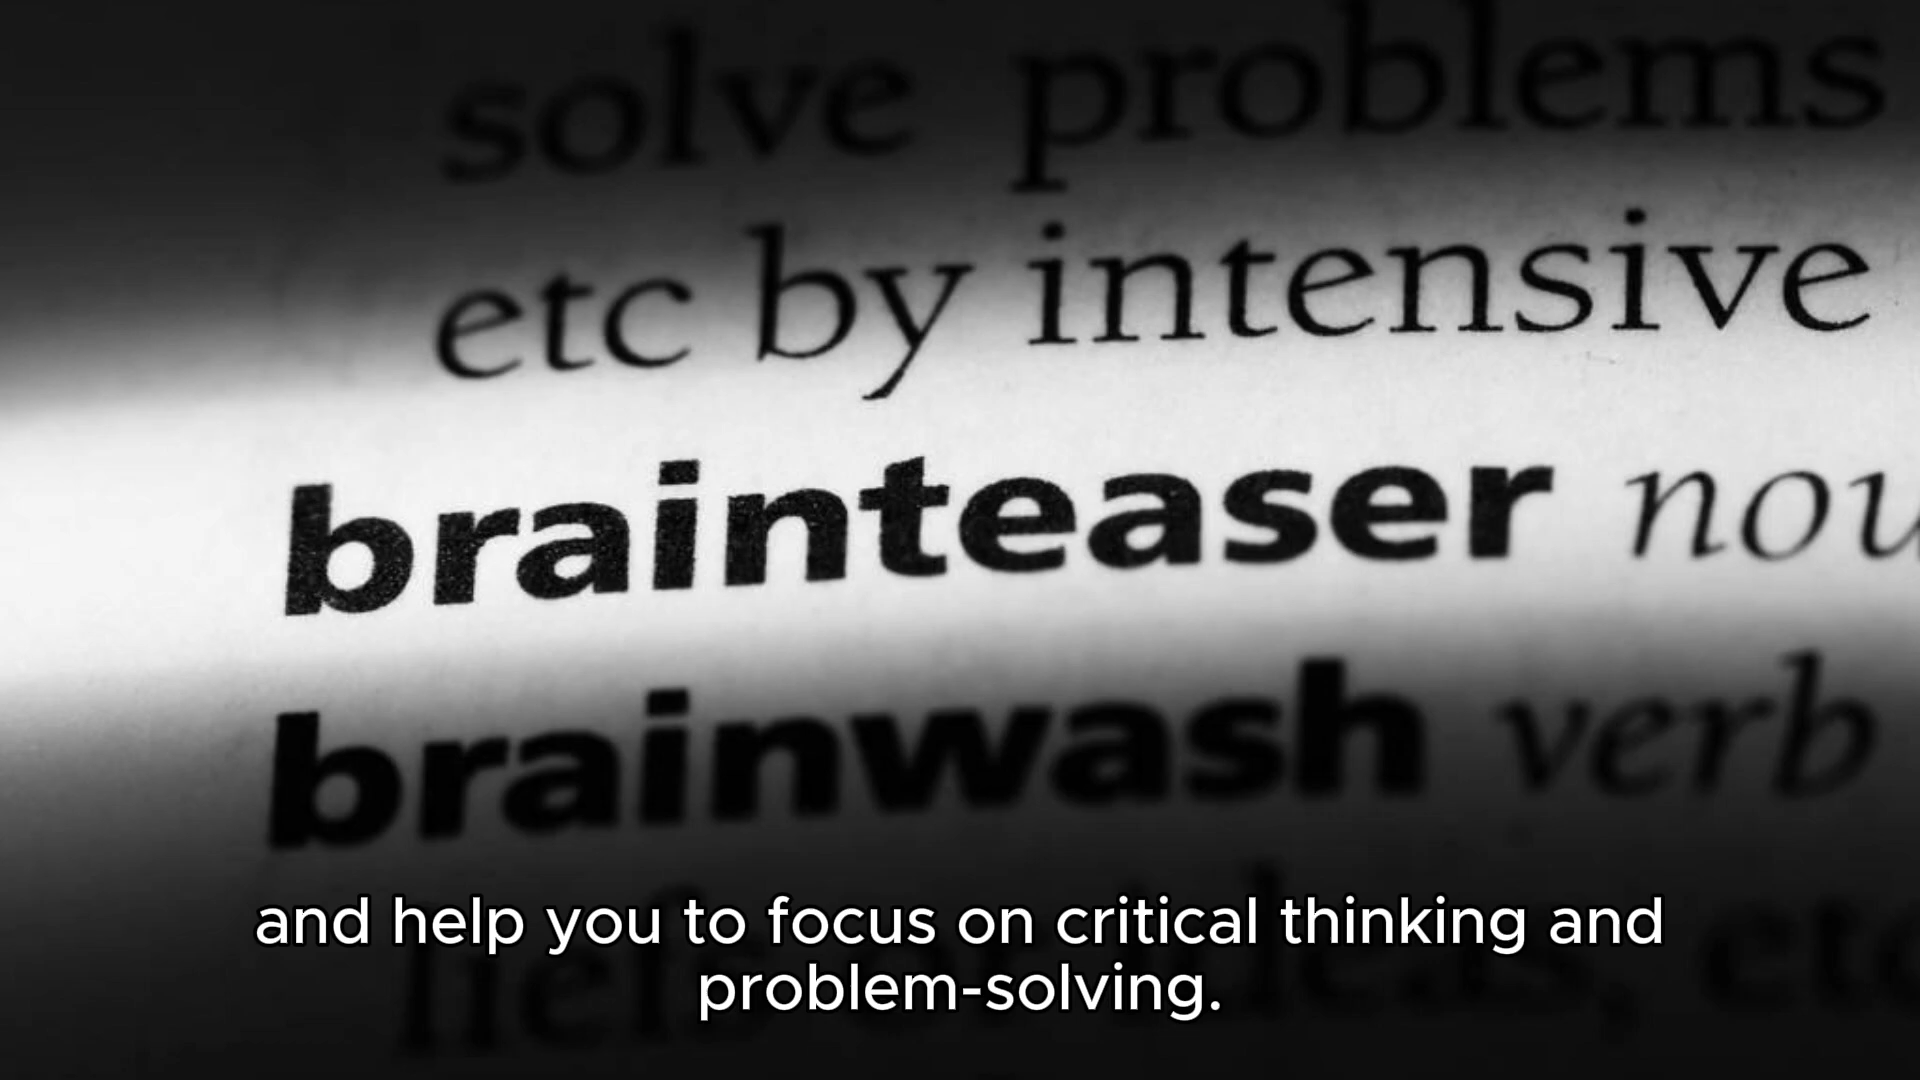 solve problems
etc by intensive
brainteaser nou
brainwash verb
and help you to focus on critical thinking and
problem-solving.